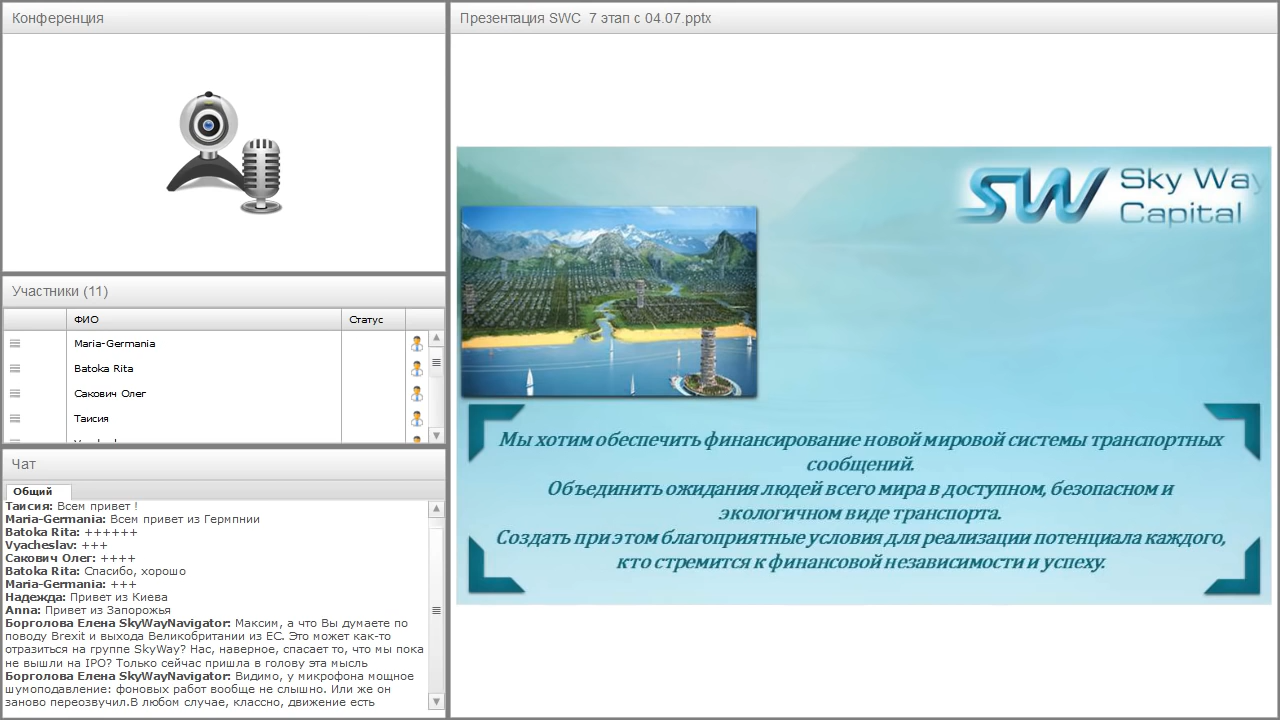 Конференция
Участники (11)
ФИО
Статус
Maria-Germania
Batoka Rita
Сакович Олег
Таисия
Чат
Общий
Таисия: Всем привет !
Maria-Germania: Всем привет из Гермпнии
Batoka Rita: ++++++
Vyacheslav: +++
Сакович Олег: ++++
Batoka Rita: Спасибо, хорошо
Maria-Germania: +++
Надежда: Привет из Киева
Anna: Привет из Запорожья
Борголова Елена SkyWayNavigator: Максим, а что Вы думаете по
поводу Brexit и выхода Великобритании из ЕС. Это может как-то
отразиться на группе SkyWay? Нас, наверное, спасает то, что мы пока
не вышли на IPO? Только сейчас пришла в голову эта мысль
Борголова Елена SkyWayNavigator: Видимо, у микрофона мощное
шумоподавление: фоновых работ вообще не слышно. Или же он
заново переозвучил.В любом случае, классно, движение есть
Презентация SWC 7 этап с 04.07.pptx
SW Sky Way
Capital
Мы хотим обеспечить финансирование новой мировой системы транспортных
сообщений.
Объединить ожидания людей всего мира в доступном, безопасном и
экологичном виде транспорта.
Создать при этом благоприятные условия для реализации потенциала каждого,
кто стремится к финансовой независимости и успеху.